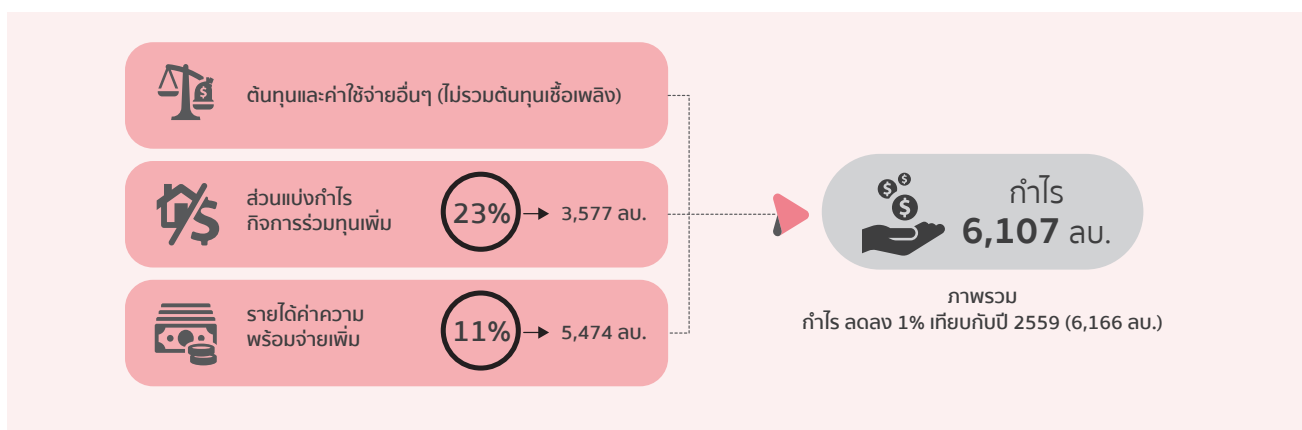 ต้นทุนและค่าใช้จ่ายอื่นๆ (ไม่รวมต้นทุนเชื้อเพลิง)
ส่วนแบ่งกำไร
กิจการร่วมทุนเพิ่ม
23%
3,577 ลบ.
รายได้ค่าความ
พร้อมจ่ายเพิ่ม
11%
5,474 ลบ.
กำไร
6,107 ลบ.
ภาพรวม
กำไร ลดลง 1% เทียบกับปี 2559 (6,166 ลบ.)